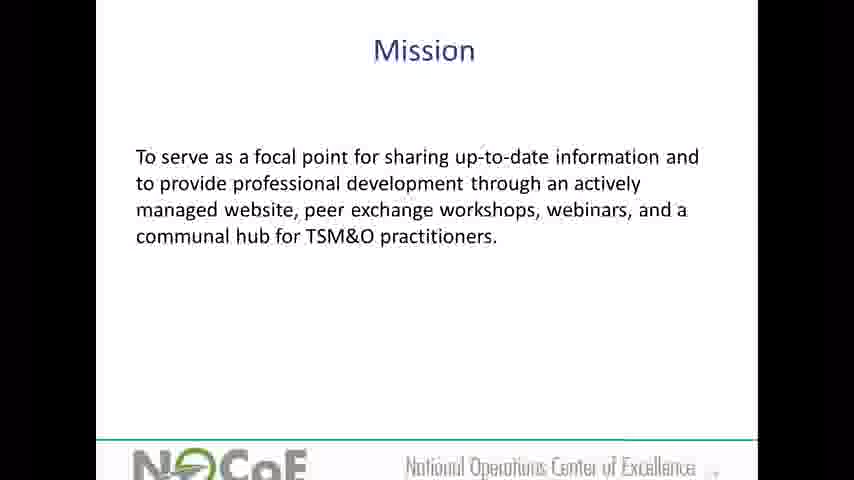 Mission
To serve as a focal point for sharing up-to-date information and
to provide professional development through an actively
managed website, peer exchange workshops, webinars, and a
communal hub for TSM&O practitioners.
NOCoE
National Operations Center of Excellence